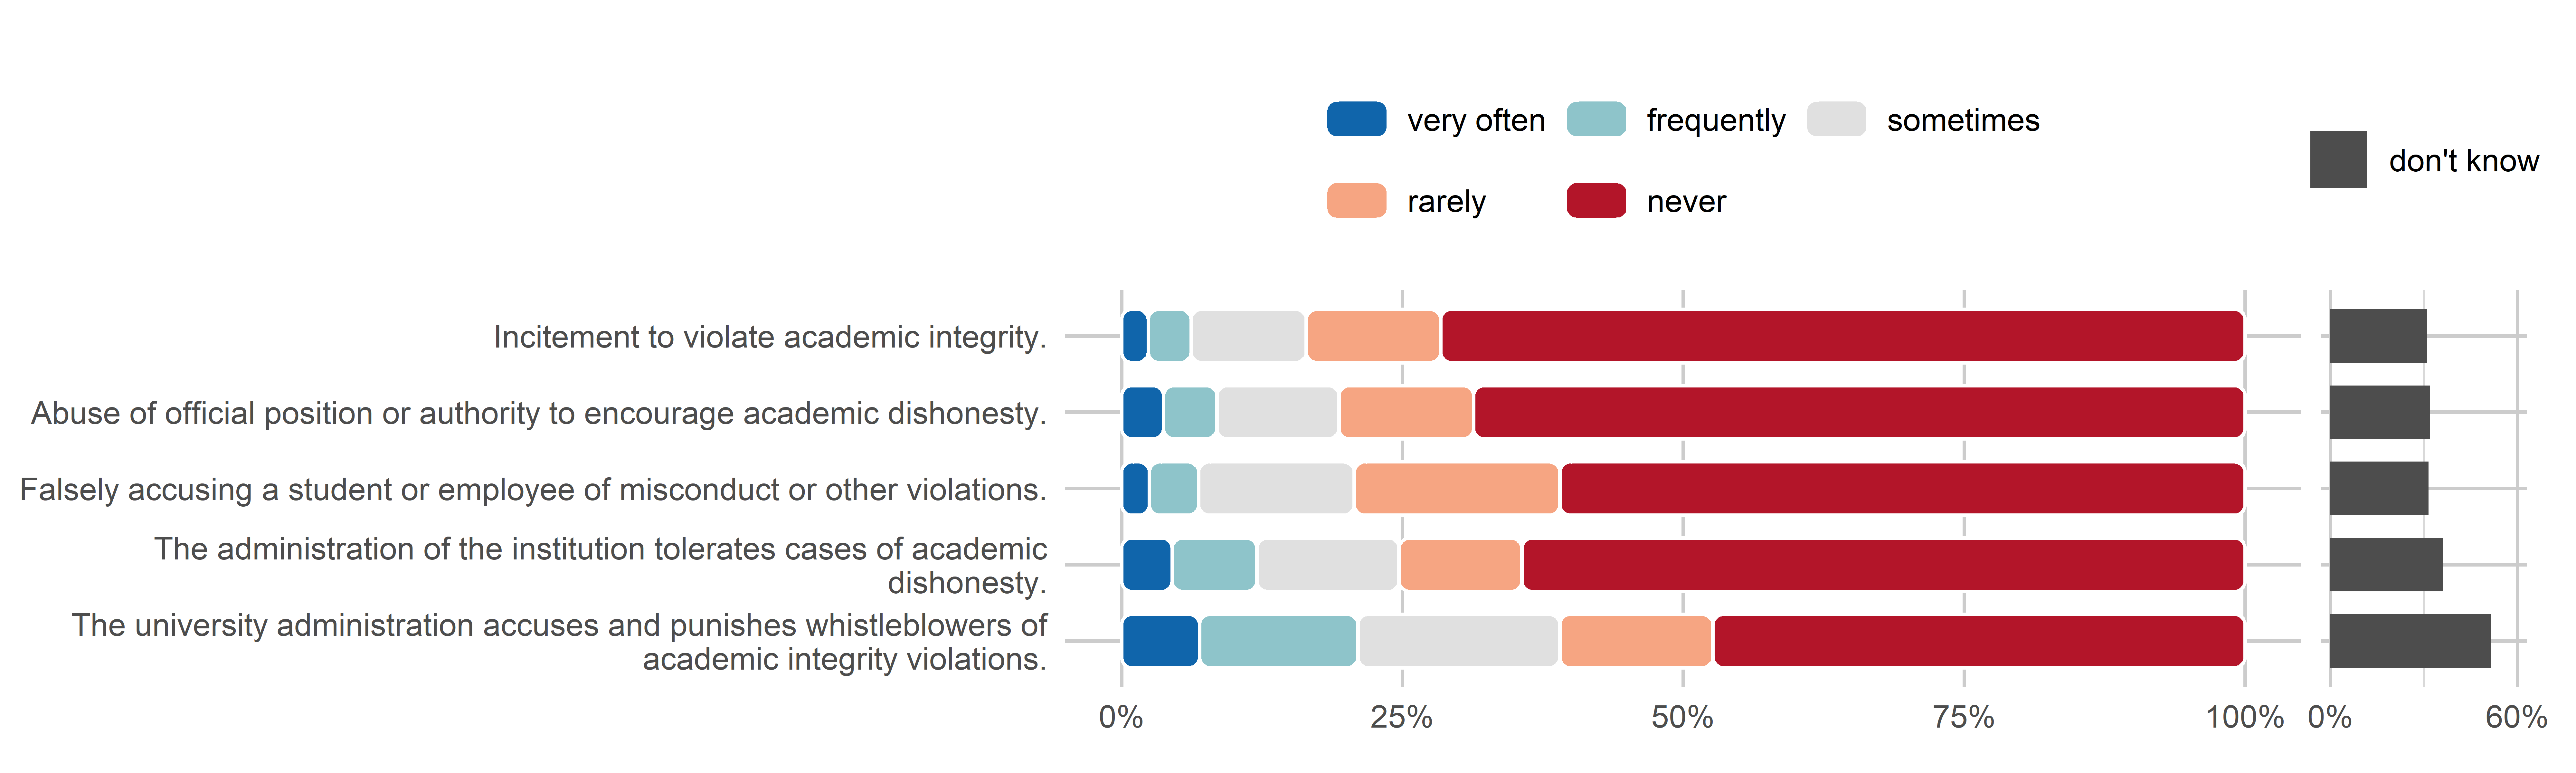 very often
frequently
sometimes
rarely
never
don't know
Incitement to violate academic integrity.
Abuse of official position or authority to encourage academic dishonesty.
Falsely accusing a student or employee of misconduct or other violations.
The administration of the institution tolerates cases of academic
dishonesty.
The university administration accuses and punishes whistleblowers of
academic integrity violations.
0% 25% 50% 75% 100% 0% 60%